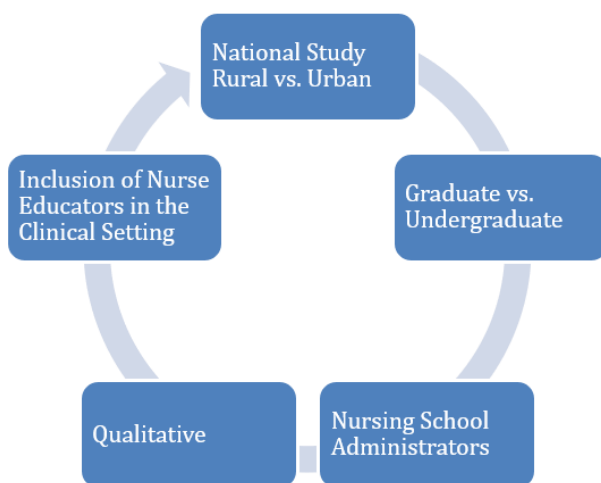 National Study
Rural vs. Urban
Graduate vs.
Undergraduate
Nursing School
Administrators
Qualitative
Inclusion of Nurse
Educators in the
Clinical Setting